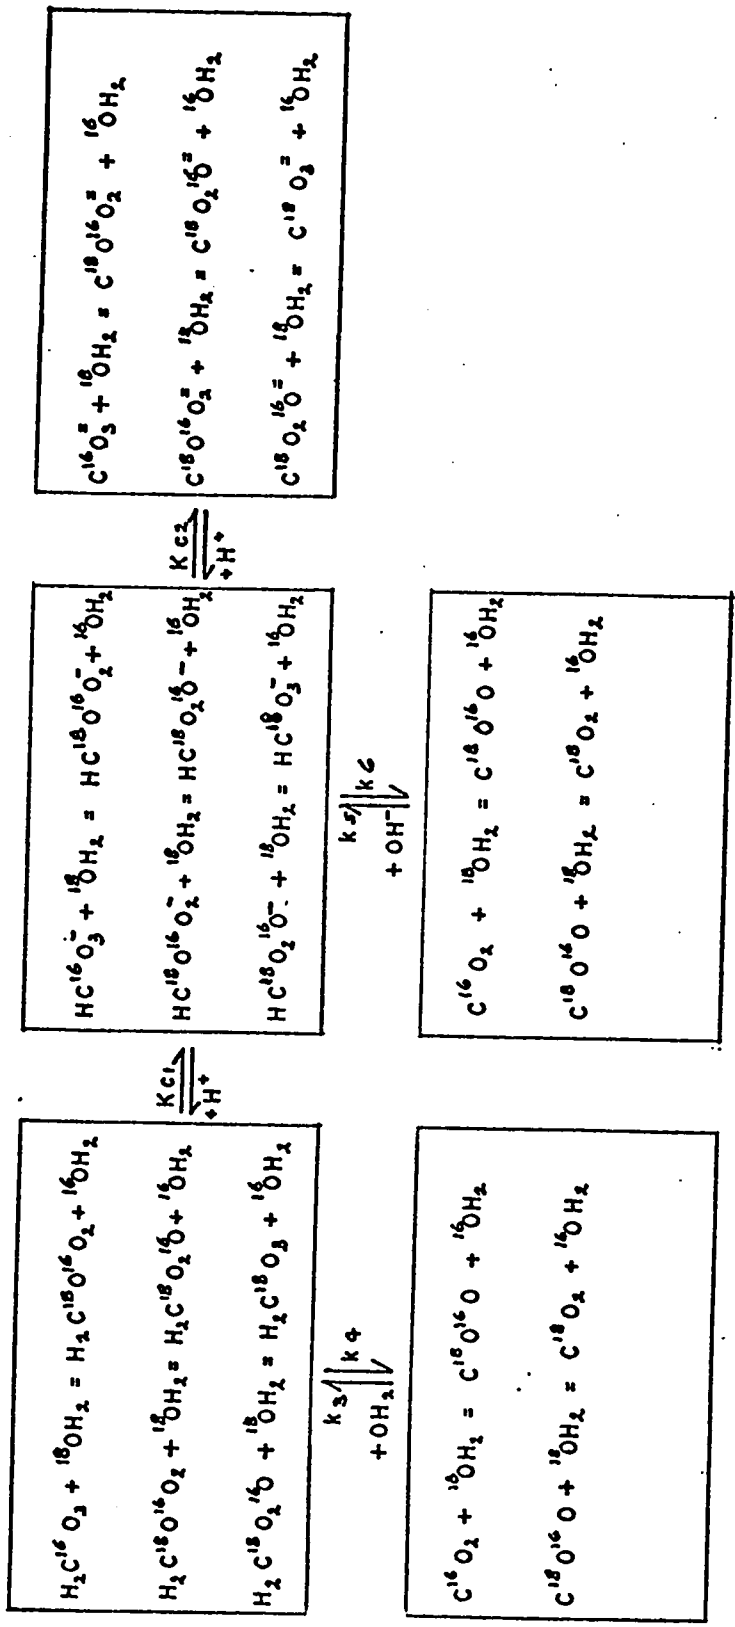 H₂C¹⁶O₃ + ¹⁸OH₂ = H₂C¹⁸O¹⁶O₂ + ¹⁶OH₂
H₂C¹⁸O¹⁶O₂ + ¹⁸OH₂ = H₂C¹⁸O₂¹⁶O + ¹⁶OH₂
H₂C¹⁸O₂¹⁶O + ¹⁸OH₂ = H₂C¹⁸O₃ + ¹⁶OH₂
Kc1
+H⁺
HC¹⁶O₃⁻ + ¹⁸OH₂ = HC¹⁸O¹⁶O₂⁻ + ¹⁶OH₂
HC¹⁸O¹⁶O₂⁻ + ¹⁸OH₂ = HC¹⁸O₂¹⁶O⁻ + ¹⁶OH₂
HC¹⁸O₂¹⁶O⁻ + ¹⁸OH₂ = HC¹⁸O₃⁻ + ¹⁶OH₂
Kc2
+H⁺
C¹⁶O₃⁼ + ¹⁸OH₂ = C¹⁸O¹⁶O₂⁼ + ¹⁶OH₂
C¹⁸O¹⁶O₂⁼ + ¹⁸OH₂ = C¹⁸O₂¹⁶O⁼ + ¹⁶OH₂
C¹⁸O₂¹⁶O⁼ + ¹⁸OH₂ = C¹⁸O₃⁼ + ¹⁶OH₂
k3 k4
+OH₂
k5 k6
+OH⁻
C¹⁶O₂ + ¹⁸OH₂ = C¹⁸O¹⁶O + ¹⁶OH₂
C¹⁸O¹⁶O + ¹⁸OH₂ = C¹⁸O₂ + ¹⁶OH₂
C¹⁶O₂ + ¹⁸OH₂ = C¹⁸O¹⁶O + ¹⁶OH₂
C¹⁸O¹⁶O + ¹⁸OH₂ = C¹⁸O₂ + ¹⁶OH₂